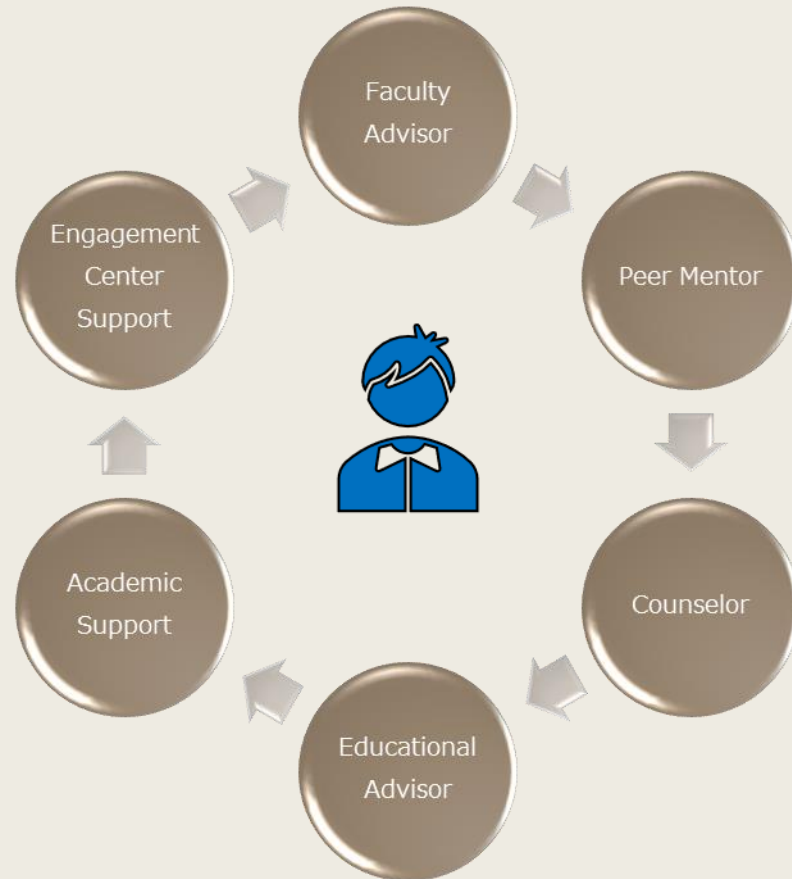 Faculty
Advisor
Peer Mentor
Counselor
Educational
Advisor
Academic
Support
Engagement
Center
Support